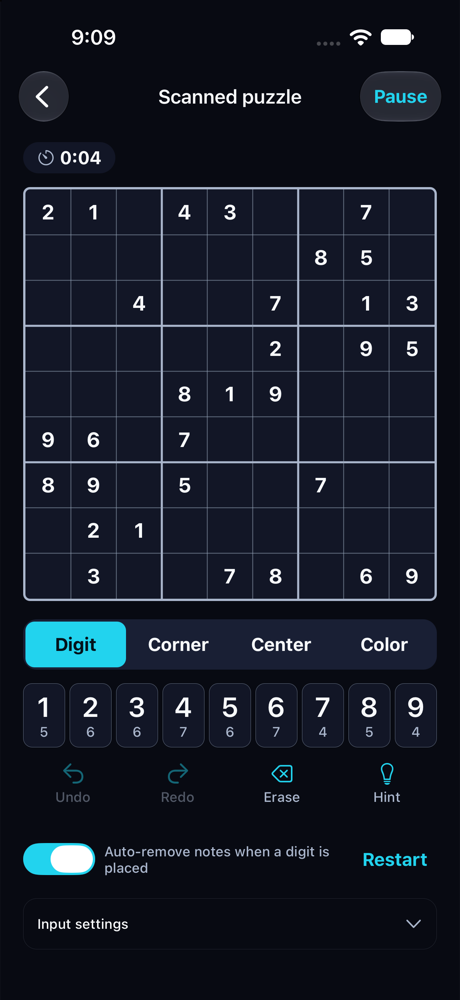 9:09
Scanned puzzle
Pause
0:04
2 1 4 3 7
8 5
4 7 1 3
2 9 5
8 1 9
9 6 7
8 9 5 7
2 1
3 7 8 6 9
Digit Corner Center Color
1 2 3 4 5 6 7 8 9
5 6 6 7 6 7 4 5 4
Undo Redo Erase Hint
Auto-remove notes when a digit is
placed
Restart
Input settings